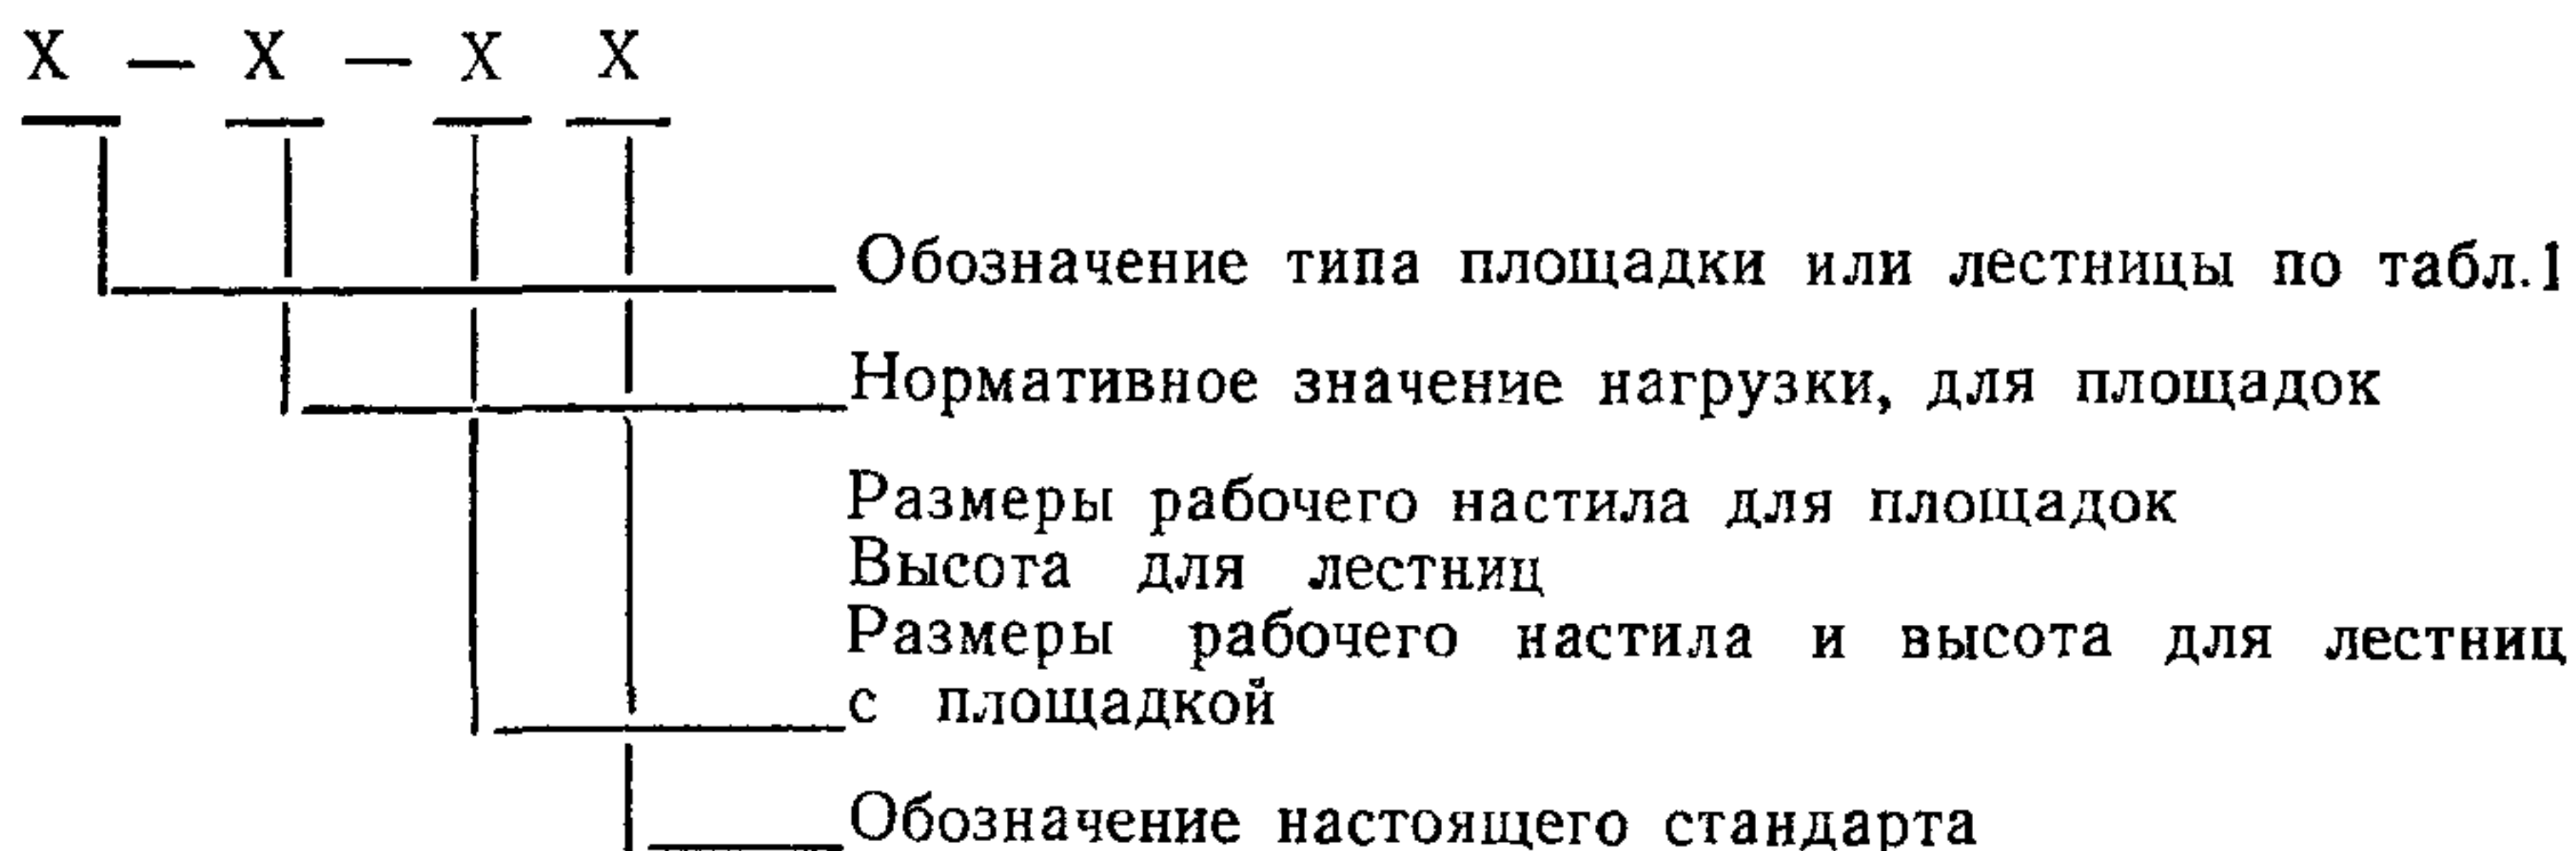 X — X — X X
Обозначение типа площадки или лестницы по табл.1
Нормативное значение нагрузки, для площадок
Размеры рабочего настила для площадок
Высота для лестниц
Размеры рабочего настила и высота для лестниц
с площадкой
Обозначение настоящего стандарта